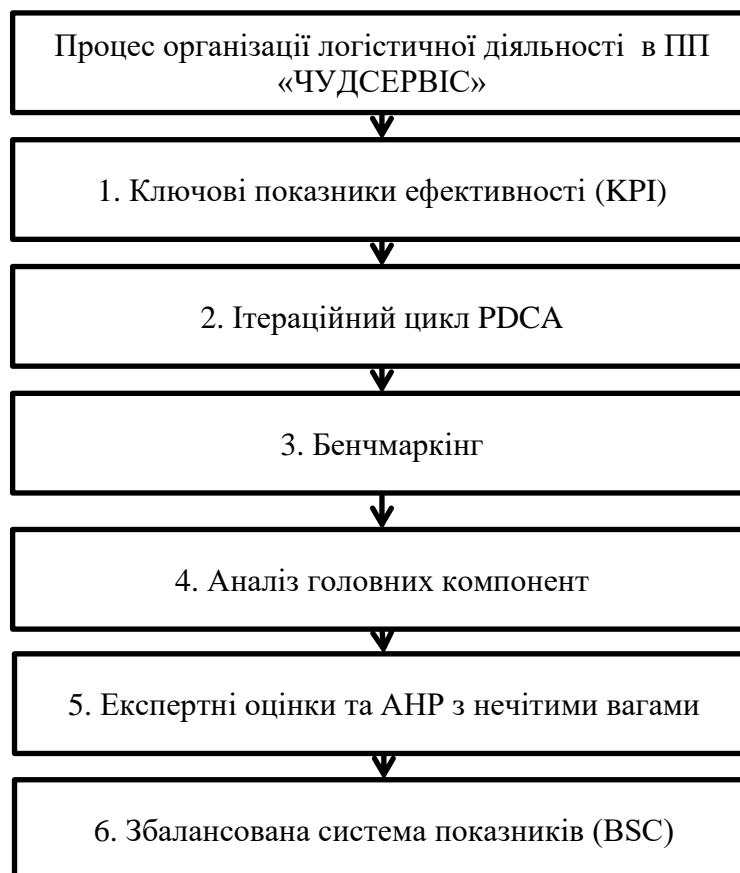 Процес організації логістичної діяльності в ПП
«ЧУДСЕРВІС»
1. Ключові показники ефективності (KPI)
2. Ітераційний цикл PDCA
3. Бенчмаркінг
4. Аналіз головних компонент
5. Експертні оцінки та AHP з нечітими вагами
6. Збалансована система показників (BSC)